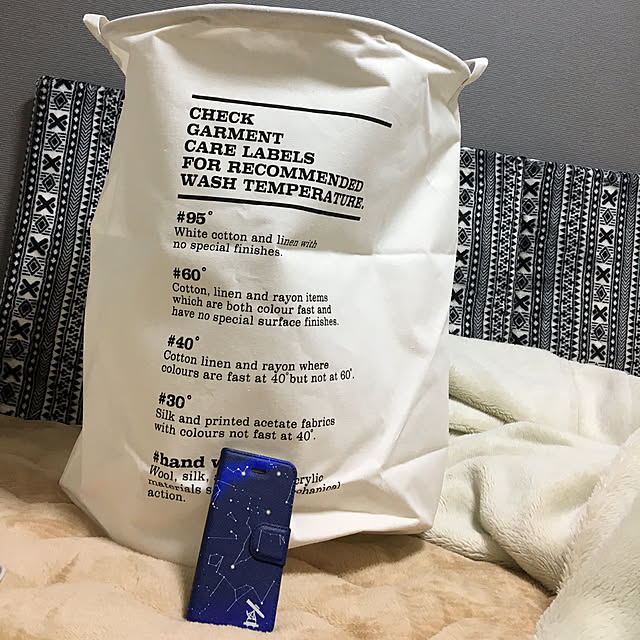 CHECK
GARMENT
CARE LABELS
FOR RECOMMENDED
WASH TEMPERATURE.
#95°
White cotton and linen with
no special finishes.
#60°
Cotton, linen and rayon items
which are both colour fast and
have no special surface finishes.
#40°
Cotton linen and rayon where
colours are fast at 40° but not at 60°.
#30°
Silk and printed acetate fabrics
with colours not fast at 40°.
#hand
Wool, silk,
materials
action.